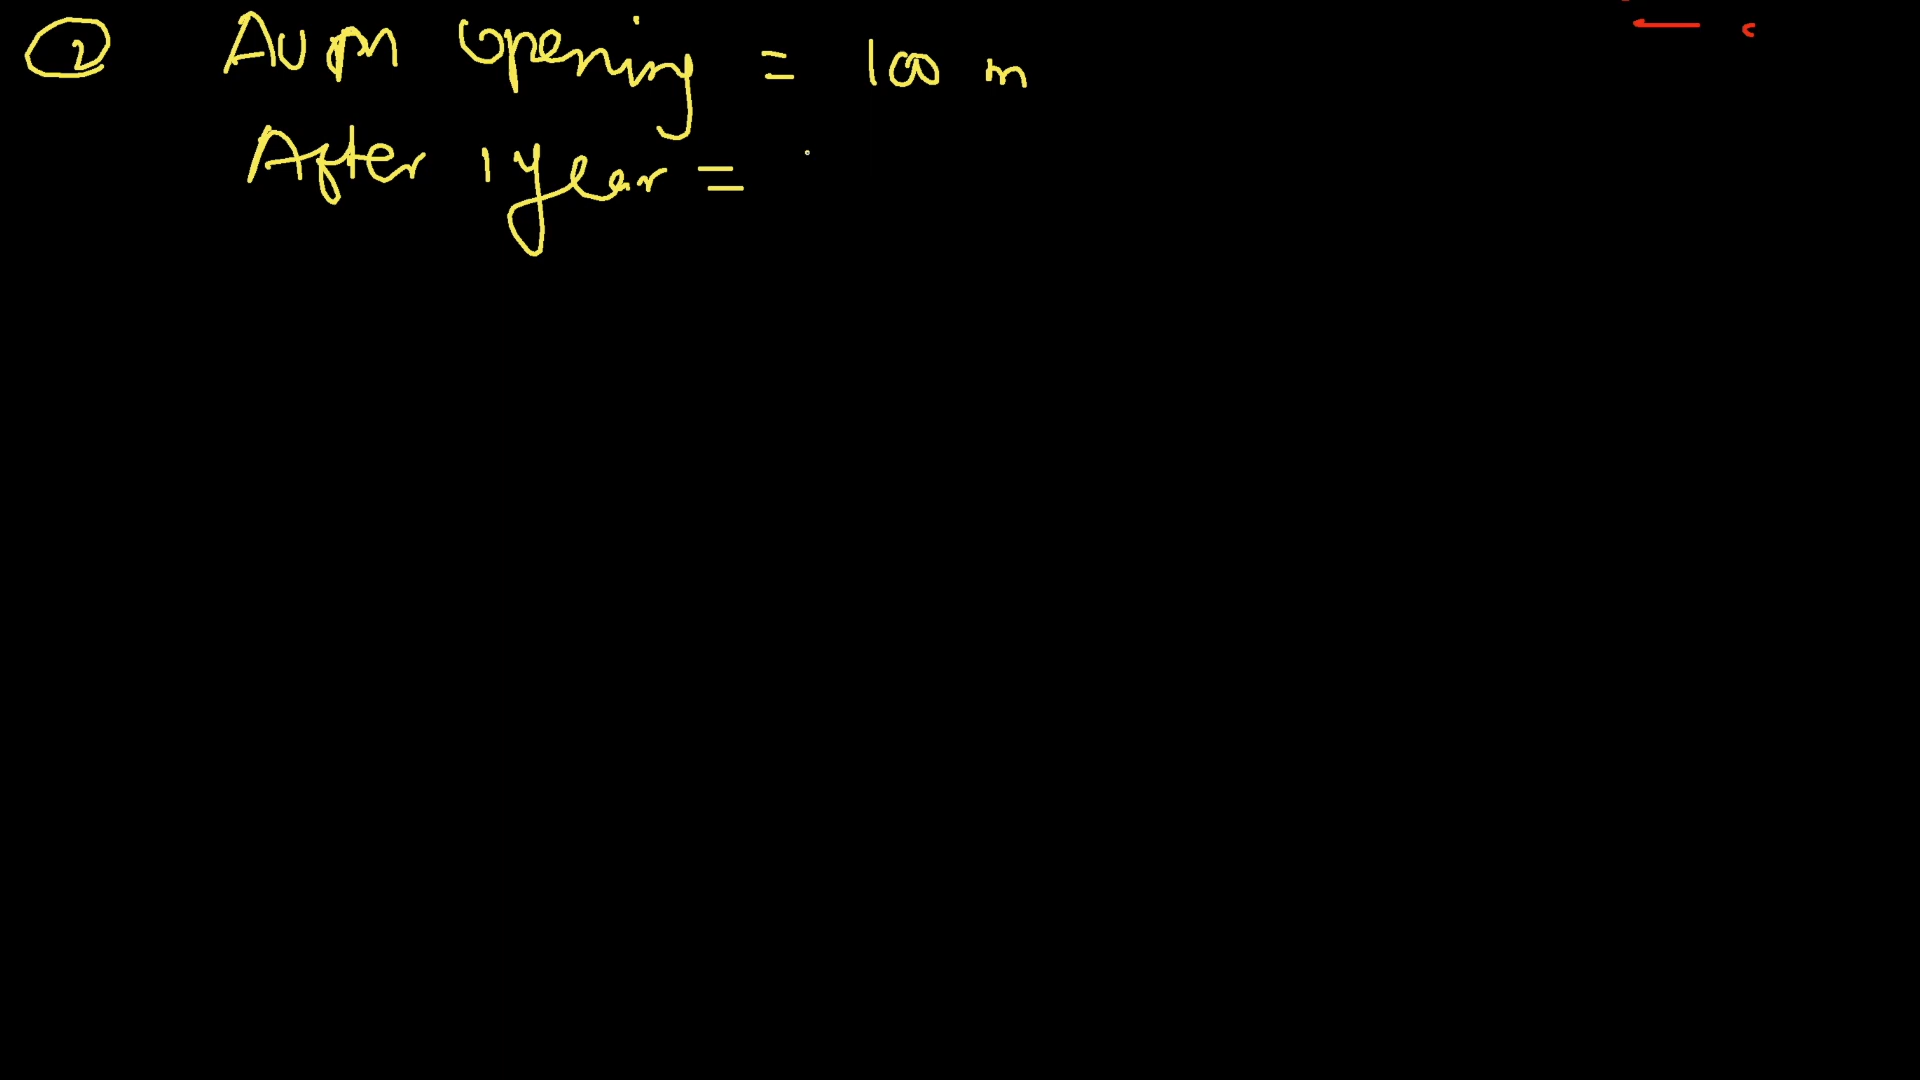 ② AUM opening = 100 m
After 1 year =